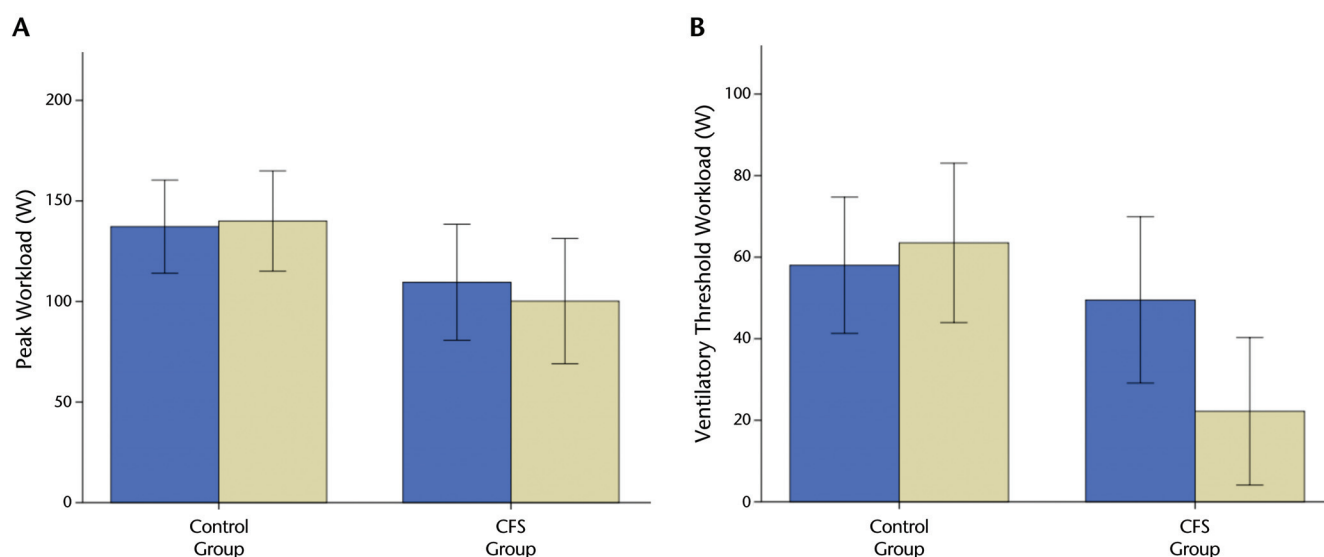 A
Peak Workload (W)
200
150
100
50
0
Control
Group
CFS
Group
B
Ventilatory Threshold Workload (W)
100
80
60
40
20
0
Control
Group
CFS
Group